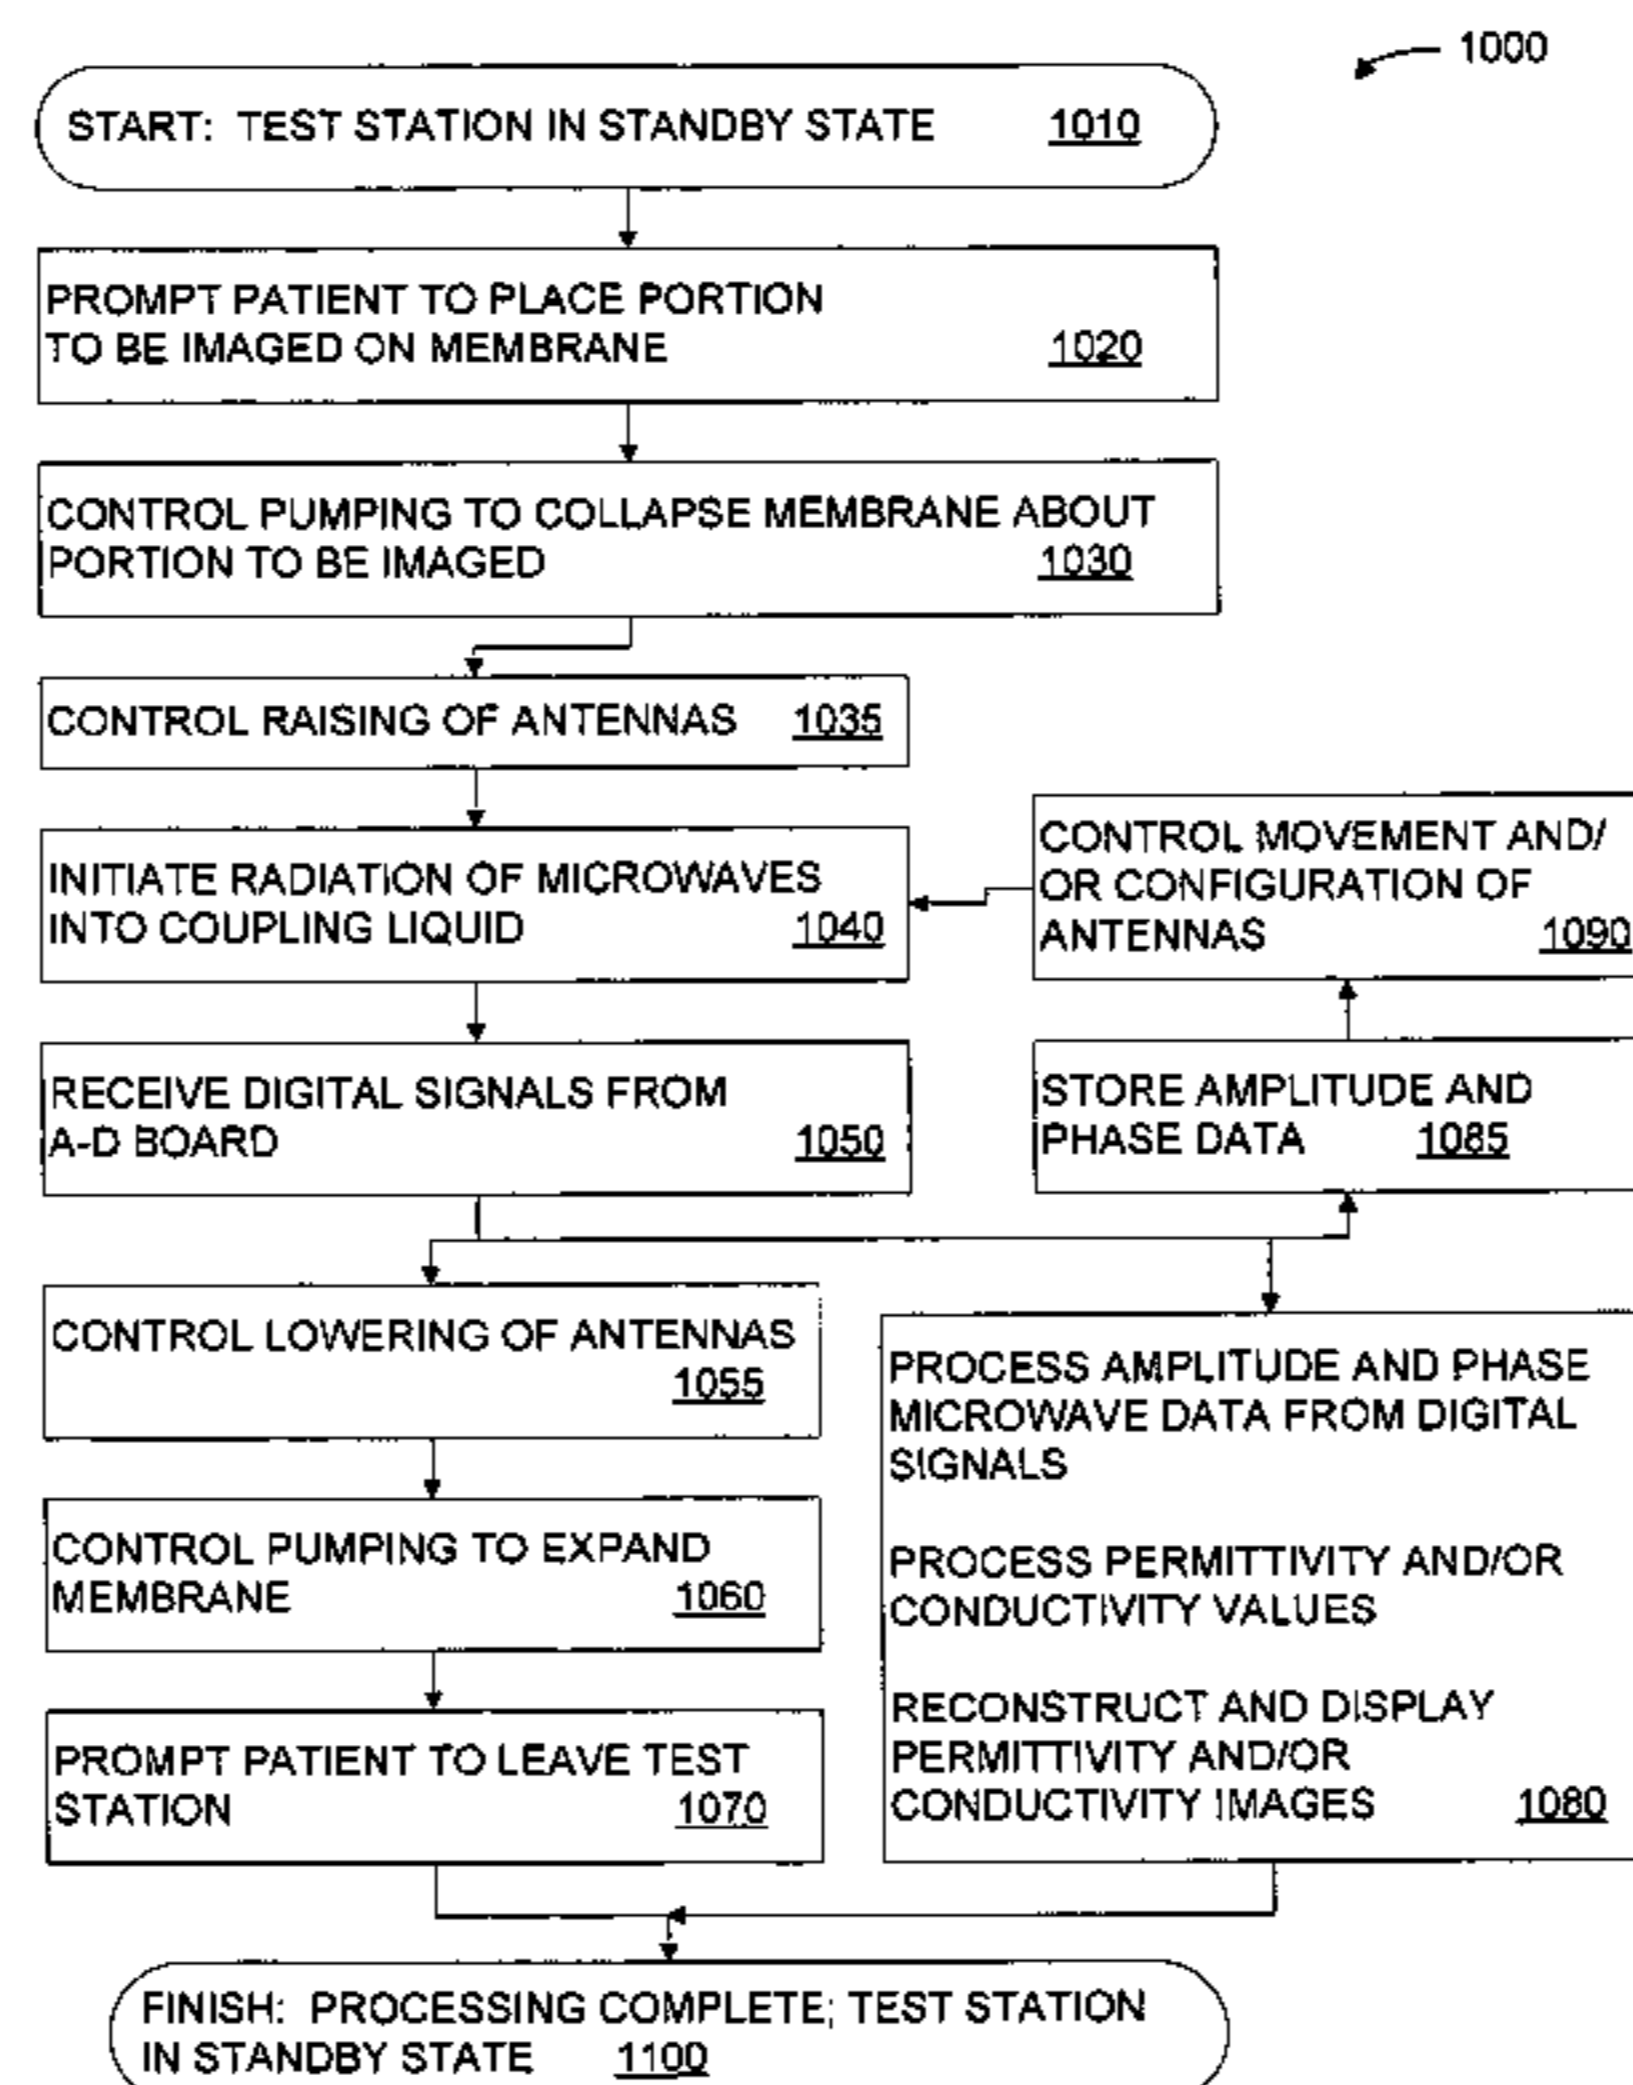 1000
START: TEST STATION IN STANDBY STATE 1010
PROMPT PATIENT TO PLACE PORTION
TO BE IMAGED ON MEMBRANE 1020
CONTROL PUMPING TO COLLAPSE MEMBRANE ABOUT
PORTION TO BE IMAGED 1030
CONTROL RAISING OF ANTENNAS 1035
INITIATE RADIATION OF MICROWAVES
INTO COUPLING LIQUID 1040
CONTROL MOVEMENT AND/
OR CONFIGURATION OF
ANTENNAS 1090
RECEIVE DIGITAL SIGNALS FROM
A-D BOARD 1050
STORE AMPLITUDE AND
PHASE DATA 1085
CONTROL LOWERING OF ANTENNAS
1055
CONTROL PUMPING TO EXPAND
MEMBRANE 1060
PROMPT PATIENT TO LEAVE TEST
STATION 1070
PROCESS AMPLITUDE AND PHASE
MICROWAVE DATA FROM DIGITAL
SIGNALS
PROCESS PERMITTIVITY AND/OR
CONDUCTIVITY VALUES
RECONSTRUCT AND DISPLAY
PERMITTIVITY AND/OR
CONDUCTIVITY IMAGES 1080
FINISH: PROCESSING COMPLETE; TEST STATION
IN STANDBY STATE 1100